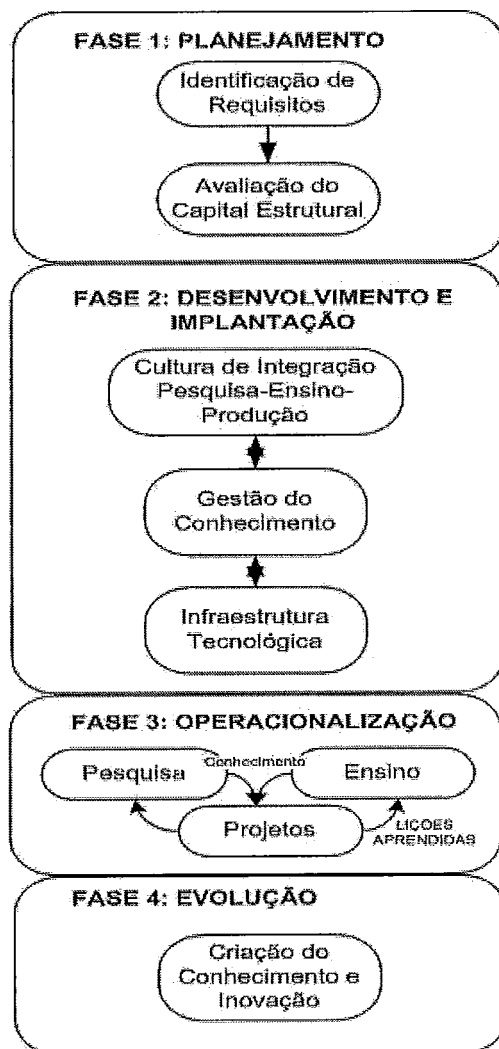 FASE 1: PLANEJAMENTO
Identificação de
Requisitos
Avaliação do
Capital Estrutural
FASE 2: DESENVOLVIMENTO E
IMPLANTAÇÃO
Cultura de Integração
Pesquisa-Ensino-
Produção
Gestão do
Conhecimento
Infraestrutura
Tecnológica
FASE 3: OPERACIONALIZAÇÃO
Pesquisa
Conhecimento
Ensino
Projetos
LIÇOES
APRENDIDAS
FASE 4: EVOLUÇÃO
Criação do
Conhecimento e
Inovação